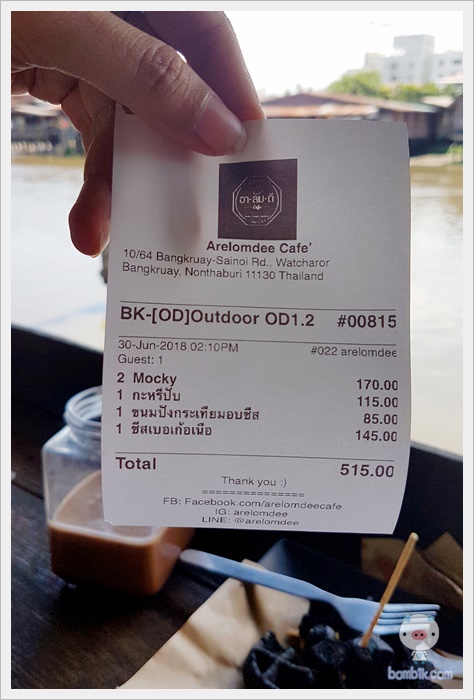 อา·ลัม·ดี
Arelomdee Cafe'
10/64 Bangkruay-Sainoi Rd., Watcharor
Bangkruay, Nonthaburi 11130 Thailand
BK-[OD]Outdoor OD1.2 #00815
30-Jun-2018 02:10PM #022 arelomdee
Guest: 1
2 Mocky 170.00
1 กะหรี่ปั๊บ 115.00
1 ขนมปังกระเทียมอบชีส 85.00
1 ชีสเบอเก้อเนื้อ 145.00
Total 515.00
Thank you :)
===============
FB: Facebook.com/arelomdeecafe
IG: arelomdee
LINE: @arelomdee
bombik.com